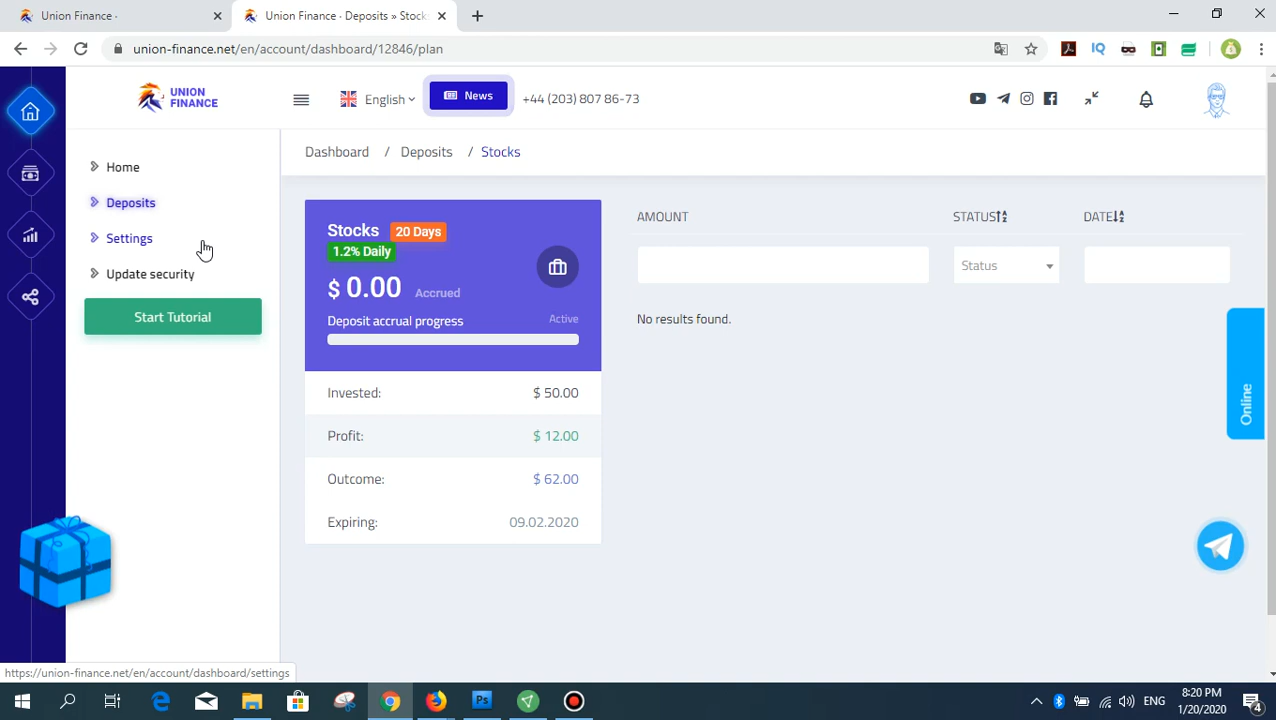 Union Finance ·
Union Finance · Deposits » Stock
union-finance.net/en/account/dashboard/12846/plan
IQ
UNION
FINANCE
English
News
+44 (203) 807 86-73
Home
Deposits
Settings
Update security
Start Tutorial
Dashboard / Deposits / Stocks
Stocks 20 Days
1.2% Daily
$ 0.00 Accrued
Deposit accrual progress Active
Invested: $ 50.00
Profit: $ 12.00
Outcome: $ 62.00
Expiring: 09.02.2020
AMOUNT STATUS DATE
Status
No results found.
Online
https://union-finance.net/en/account/dashboard/settings
Ps
ENG
8:20 PM
1/20/2020
4